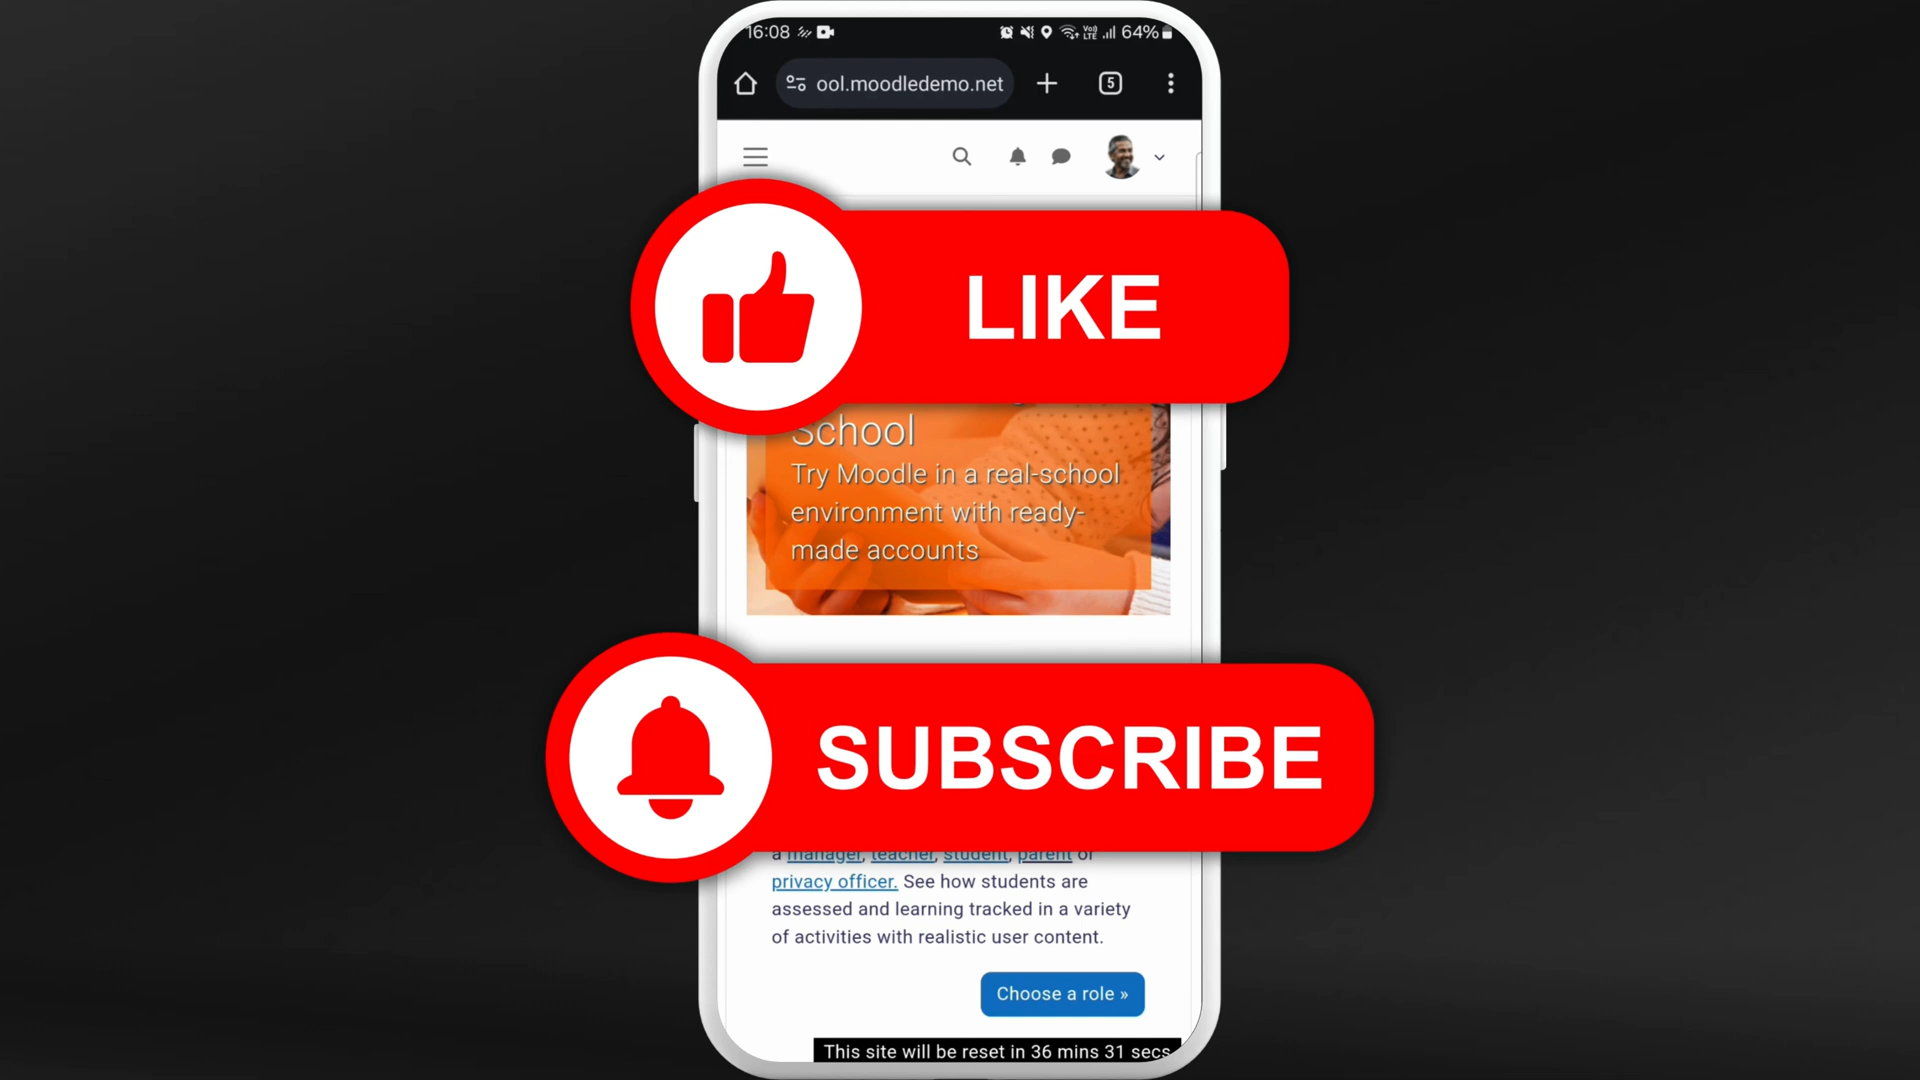 16:08 Vo) LTE 64%
ool.moodledemo.net 5
LIKE
School
Try Moodle in a real-school
environment with ready-
made accounts
SUBSCRIBE
a manager, teacher, student, parent or
privacy officer. See how students are
assessed and learning tracked in a variety
of activities with realistic user content.
Choose a role »
This site will be reset in 36 mins 31 secs